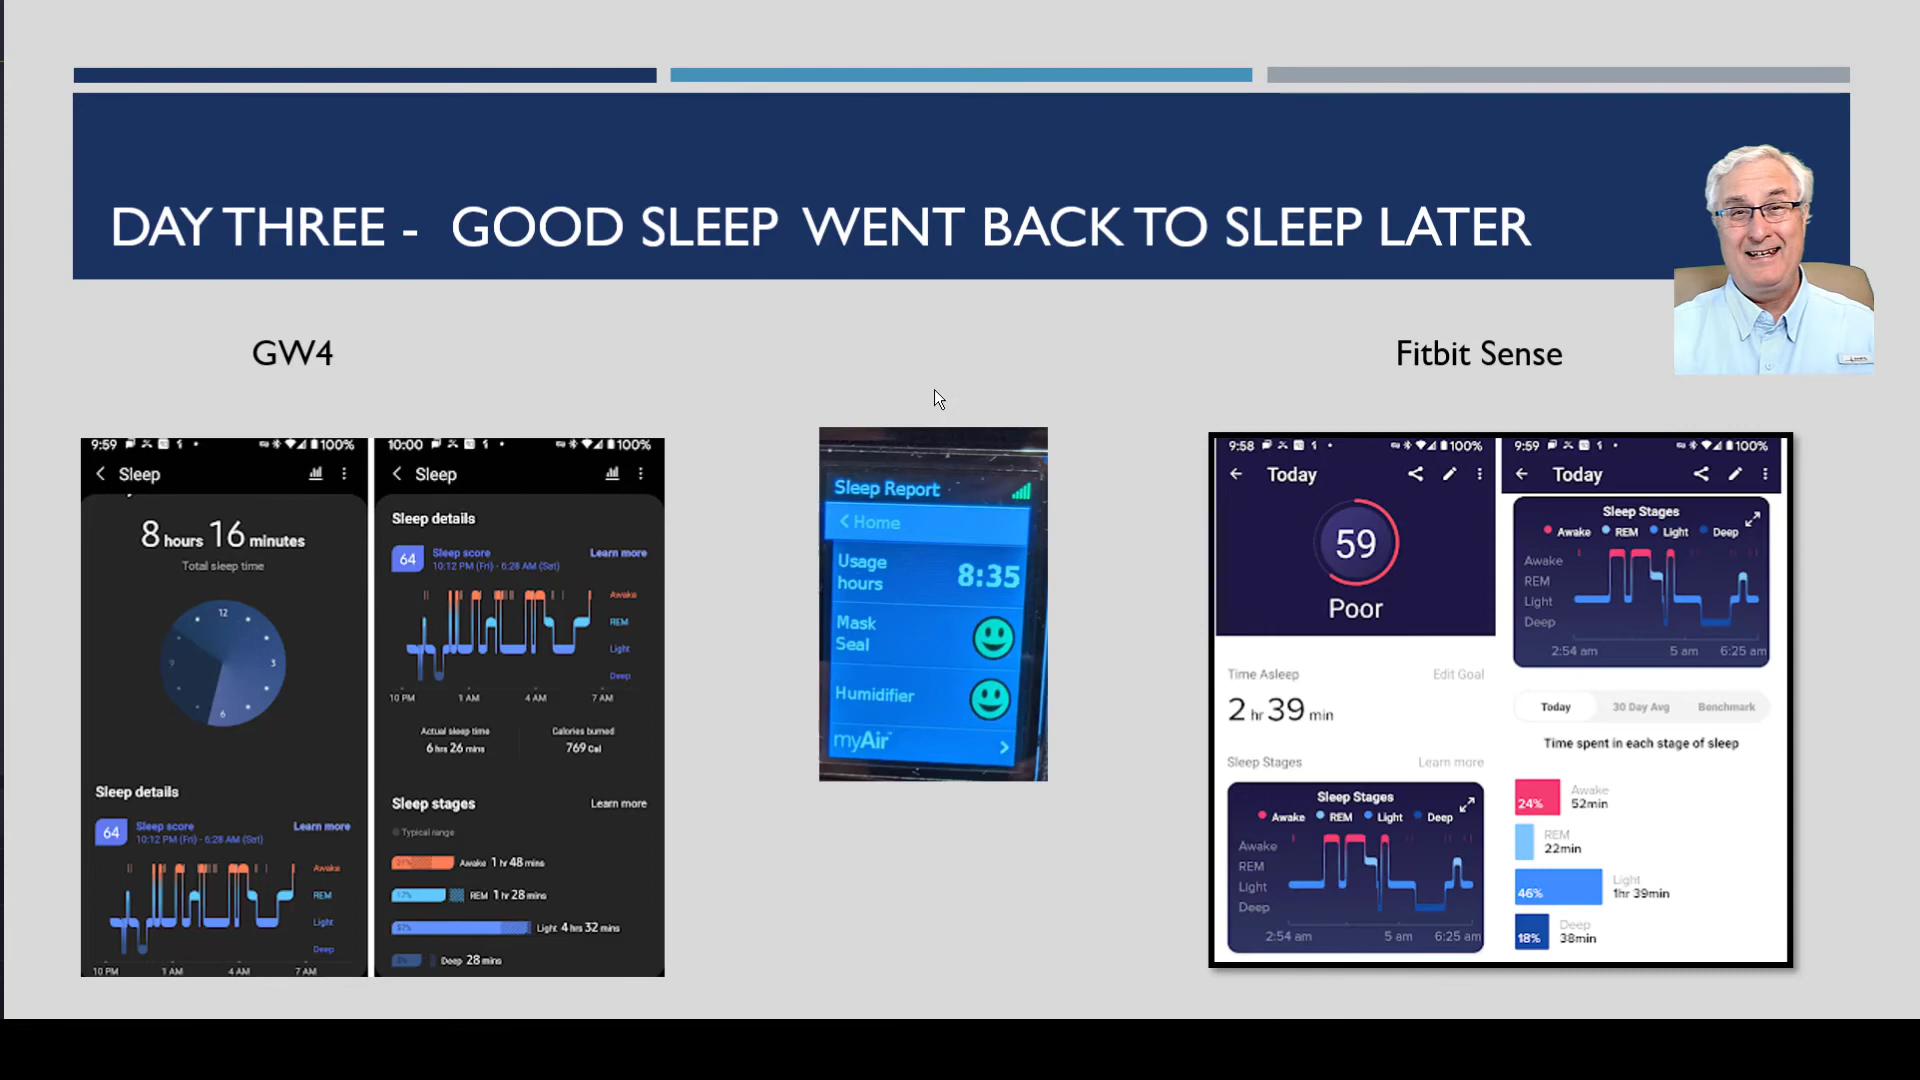 DAY THREE - GOOD SLEEP WENT BACK TO SLEEP LATER
GW4
Fitbit Sense
9:59
100%
Sleep
8 hours 16 minutes
Total sleep time
12
3
6
9
Sleep details
64
Sleep score
Learn more
10:12 PM (Fri) - 6:28 AM (Sat)
Awake
REM
Light
Deep
10 PM 1 AM 4 AM 7 AM
10:00
100%
Sleep
Sleep details
64
Sleep score
Learn more
10:12 PM (Fri) - 6:28 AM (Sat)
Awake
REM
Light
Deep
10 PM 1 AM 4 AM 7 AM
Actual sleep time
6 hrs 26 mins
Calories burned
769 Cal
Sleep stages
Learn more
Typical range
Awake 1 hr 48 mins
REM 1 hr 28 mins
57%
Light 4 hrs 32 mins
Deep 28 mins
Sleep Report
Home
Usage hours
8:35
Mask Seal
Humidifier
myAir
9:58
100%
Today
59
Poor
Time Asleep
Edit Goal
2 hr 39 min
Sleep Stages
Learn more
Sleep Stages
Awake REM Light Deep
Awake
REM
Light
Deep
2:54 am 5 am 6:25 am
9:59
100%
Today
Sleep Stages
Awake REM Light Deep
Awake
REM
Light
Deep
2:54 am 5 am 6:25 am
Today 30 Day Avg Benchmark
Time spent in each stage of sleep
24%
Awake
52min
REM
22min
46%
Light
1hr 39min
18%
Deep
38min